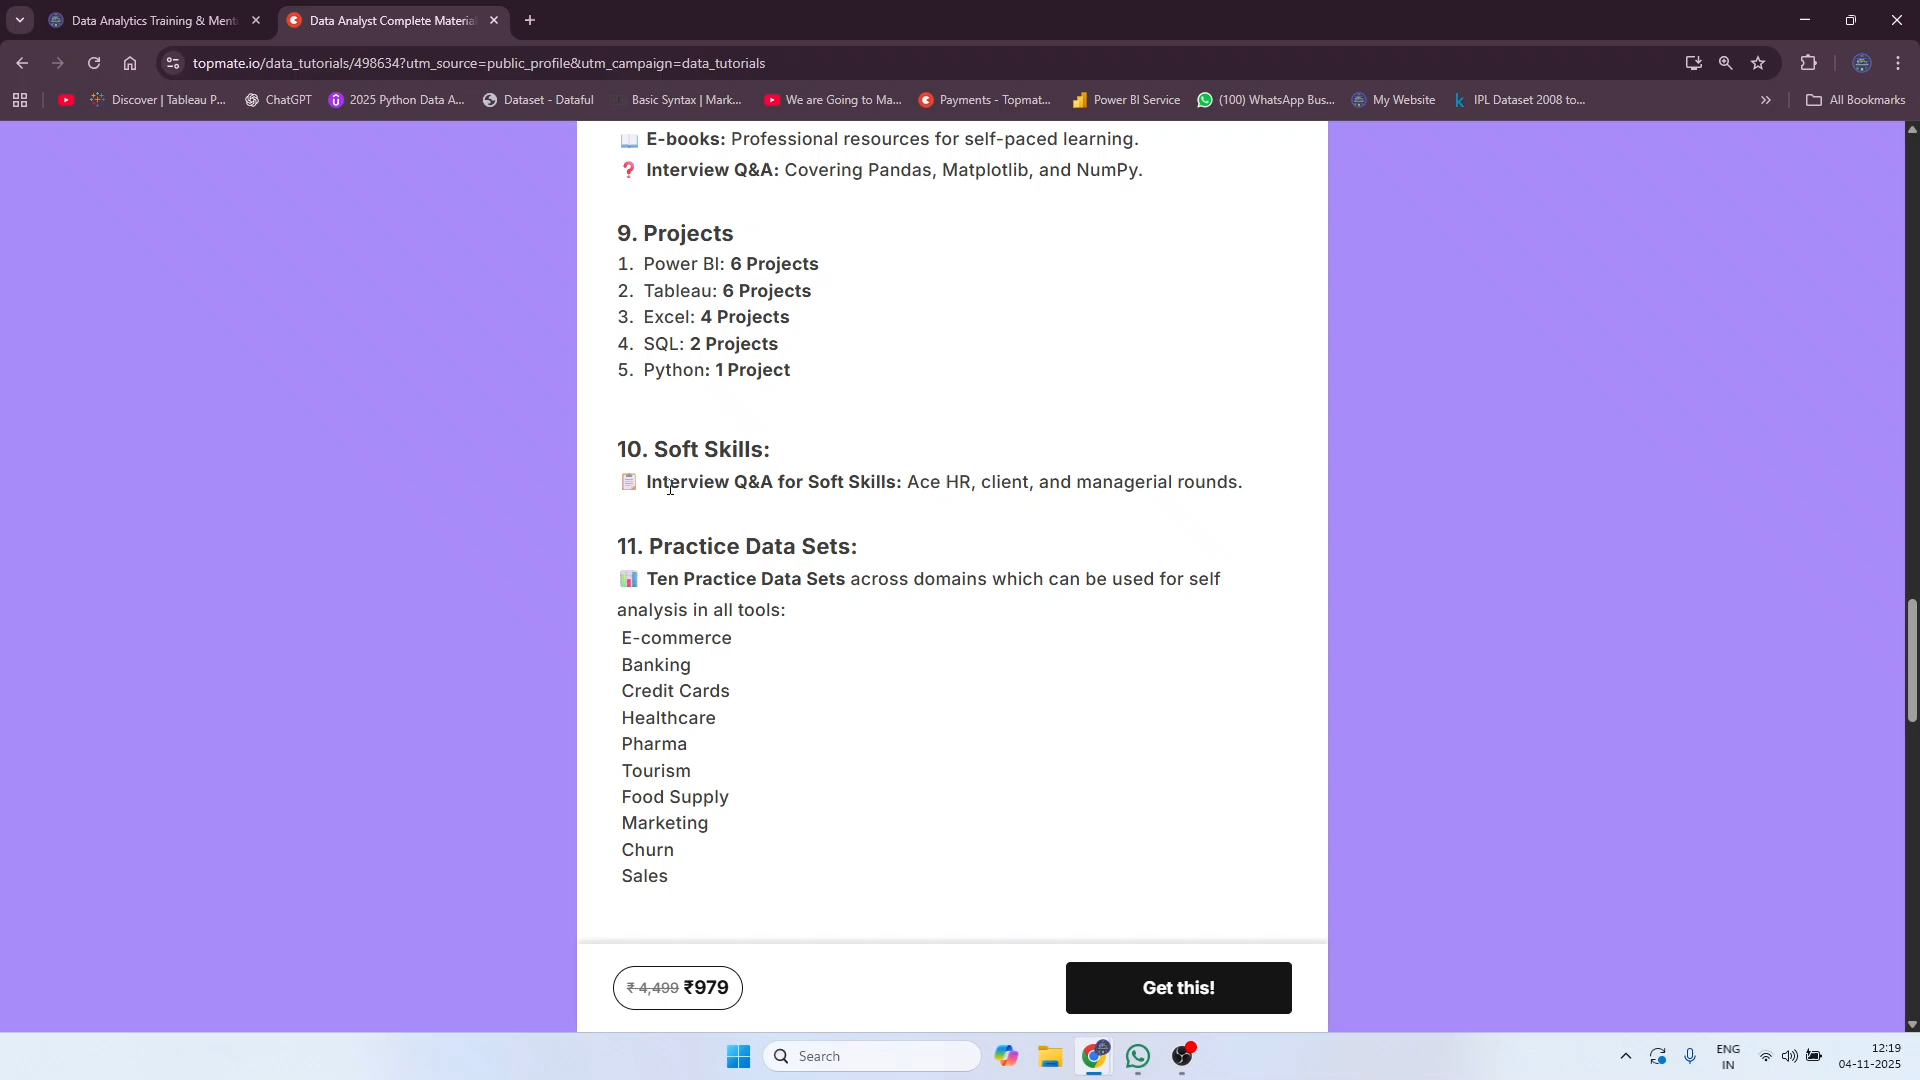 Data Analytics Training & Ment
Data Analyst Complete Materia
topmate.io/data_tutorials/498634?utm_source=public_profile&utm_campaign=data_tutorials
Discover | Tableau P...
ChatGPT
2025 Python Data A...
Dataset - Dataful
Basic Syntax | Mark...
We are Going to Ma...
Payments - Topmat...
Power BI Service
(100) WhatsApp Bus...
My Website
IPL Dataset 2008 to...
All Bookmarks
E-books: Professional resources for self-paced learning.
Interview Q&A: Covering Pandas, Matplotlib, and NumPy.
9. Projects
1. Power BI: 6 Projects
2. Tableau: 6 Projects
3. Excel: 4 Projects
4. SQL: 2 Projects
5. Python: 1 Project
10. Soft Skills:
Interview Q&A for Soft Skills: Ace HR, client, and managerial rounds.
11. Practice Data Sets:
Ten Practice Data Sets across domains which can be used for self
analysis in all tools:
E-commerce
Banking
Credit Cards
Healthcare
Pharma
Tourism
Food Supply
Marketing
Churn
Sales
₹ 4,499 ₹979
Get this!
Search
ENG
IN
12:19
04-11-2025